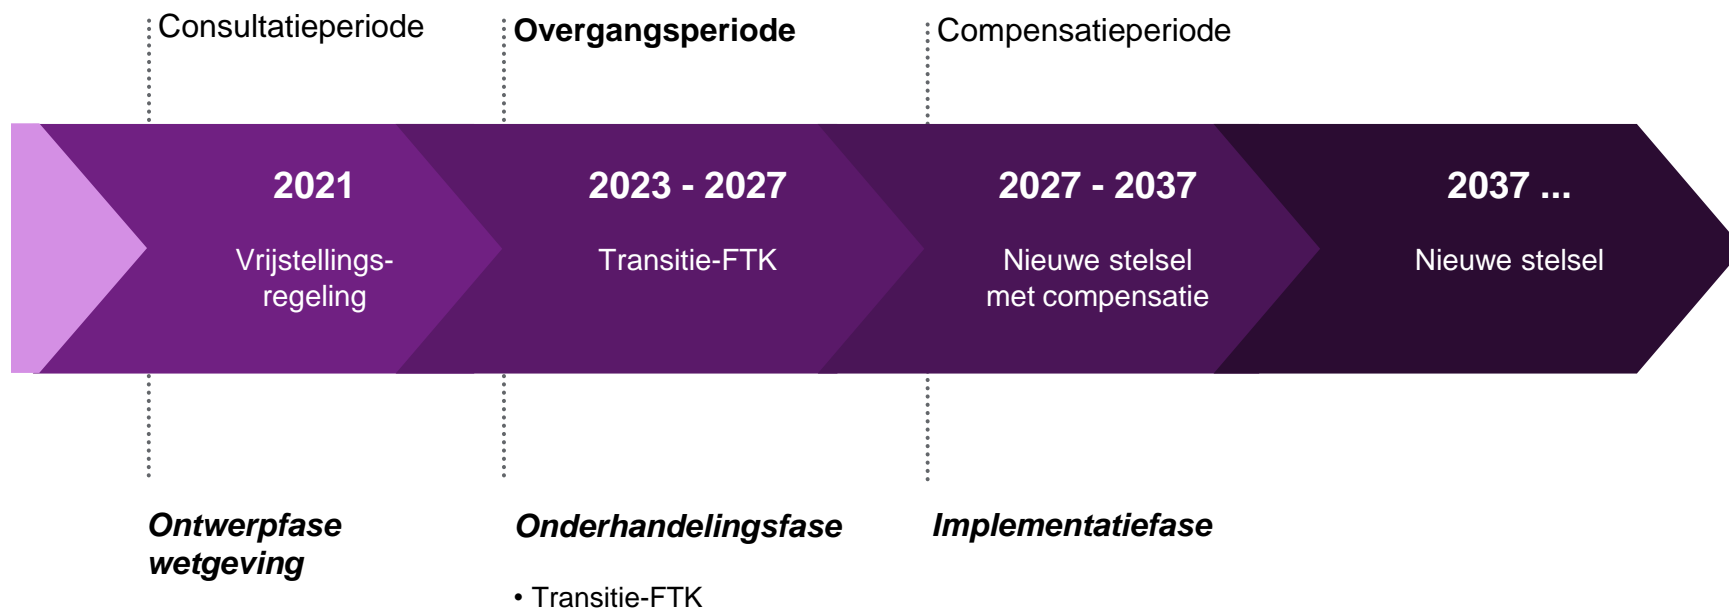 Consultatieperiode
Overgangsperiode
Compensatieperiode
2021
Vrijstellings-
regeling
2023 - 2027
Transitie-FTK
2027 - 2037
Nieuwe stelsel
met compensatie
2037 ...
Nieuwe stelsel
Ontwerpfase
wetgeving
Onderhandelingsfase
• Transitie-FTK
Implementatiefase